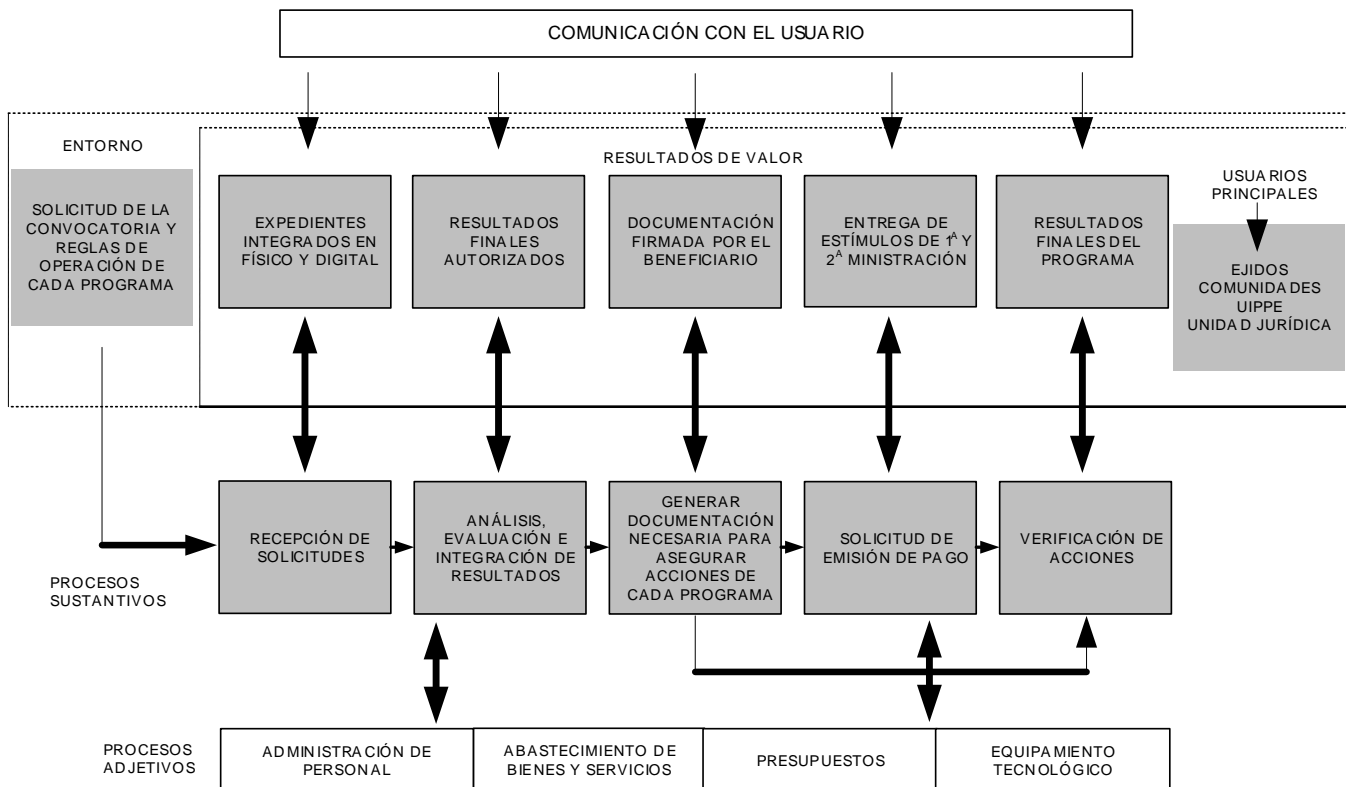 COMUNICACIÓN CON EL USUARIO
ENTORNO
RESULTADOS DE VALOR
SOLICITUD DE LA
CONVOCATORIA Y
REGLAS DE
OPERACIÓN DE
CADA PROGRAMA
EXPEDIENTES
INTEGRADOS EN
FÍSICO Y DIGITAL
RESULTADOS
FINALES
AUTORIZADOS
DOCUMENTACIÓN
FIRMADA POR EL
BENEFICIARIO
ENTREGA DE
ESTÍMULOS DE 1ᴬ Y
2ᴬ MINISTRACIÓN
RESULTADOS
FINALES DEL
PROGRAMA
USUARIOS
PRINCIPALES
EJIDOS
COMUNIDADES
UIPPE
UNIDAD JURÍDICA
PROCESOS
SUSTANTIVOS
RECEPCIÓN DE
SOLICITUDES
ANÁLISIS,
EVALUACIÓN E
INTEGRACIÓN DE
RESULTADOS
GENERAR
DOCUMENTACIÓN
NECESARIA PARA
ASEGURAR
ACCIONES DE
CADA PROGRAMA
SOLICITUD DE
EMISIÓN DE PAGO
VERIFICACIÓN DE
ACCIONES
PROCESOS
ADJETIVOS
ADMINISTRACIÓN DE
PERSONAL
ABASTECIMIENTO DE
BIENES Y SERVICIOS
PRESUPUESTOS
EQUIPAMIENTO
TECNOLÓGICO